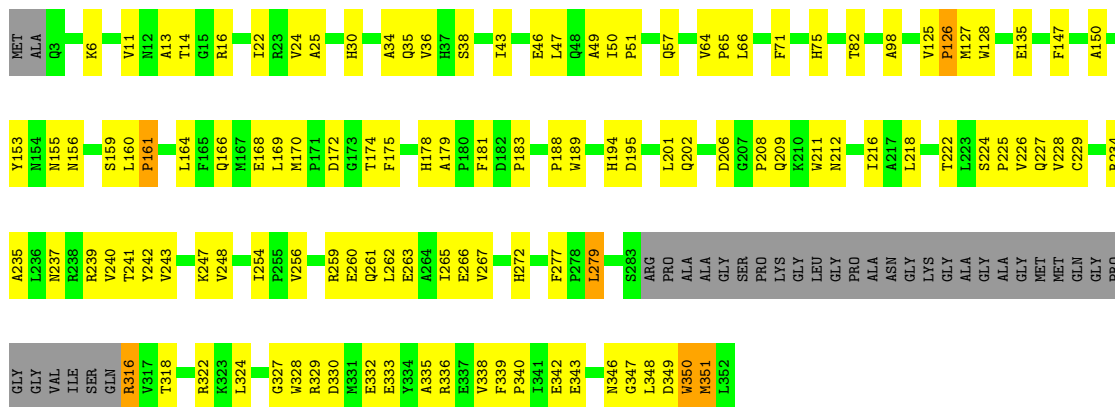 MET ALA Q3 K6 V11 N12 A13 T14 G15 R16 I22 R23 V24 A25 H30 A34 Q35 V36 H37 S38 I43 E46 L47 Q48 A49 I50 P51 Q57 V64 P65 L66 F71 H75 T82 A98 V125 P126 M127 W128 E135 F147 A150
Y153 N154 N155 N156 S159 L160 P161 L164 F165 Q166 M167 E168 L169 M170 P171 D172 G173 T174 F175 H178 A179 P180 F181 D182 P183 P188 W189 H194 D195 L201 Q202 D206 G207 P208 Q209 K210 W211 N212 I216 A217 L218 T222 L223 S224 P225 V226 Q227 V228 C229 R234
A235 L236 N237 R238 R239 V240 T241 Y242 V243 K247 V248 I254 P255 V256 R259 E260 Q261 L262 E263 A264 I265 E266 V267 H272 F277 P278 L279 S283 ARG PRO ALA ALA GLY SER PRO LYS GLY LEU GLY PRO ALA ASN GLY LYS GLY ALA GLY ALA GLY MET MET GLN GLY PRO
GLY GLY VAL ILE SER GLN R316 V317 T318 R322 K323 L324 G327 W328 R329 D330 M331 E332 E333 Y334 A335 R336 E337 V338 F339 P340 I341 E342 E343 N346 G347 L348 D349 W350 M351 L352